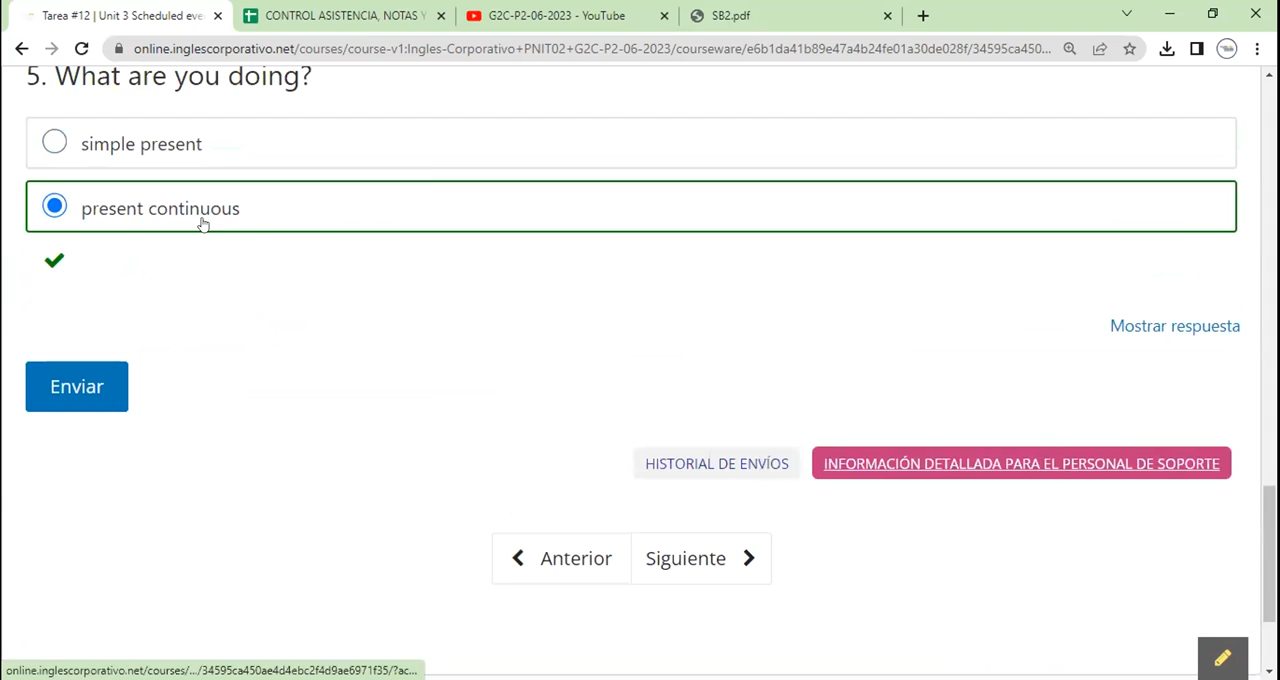 Tarea #12 | Unit 3 Scheduled eve
CONTROL ASISTENCIA, NOTAS Y
G2C-P2-06-2023 - YouTube
SB2.pdf
online.inglescorporativo.net/courses/course-v1:Ingles-Corporativo+PNIT02+G2C-P2-06-2023/courseware/e6b1da41b89e47a4b24fe01a30de028f/34595ca450...
5. What are you doing?
simple present
present continuous
Mostrar respuesta
Enviar
HISTORIAL DE ENVÍOS
INFORMACIÓN DETALLADA PARA EL PERSONAL DE SOPORTE
Anterior
Siguiente
online.inglescorporativo.net/courses/.../34595ca450ae4d4ebc2f4d9ae6971f35/?ac...